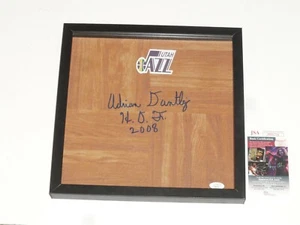 UTAH
JAZZ
Adrian Dantley
H.O.F.
2008
JSA